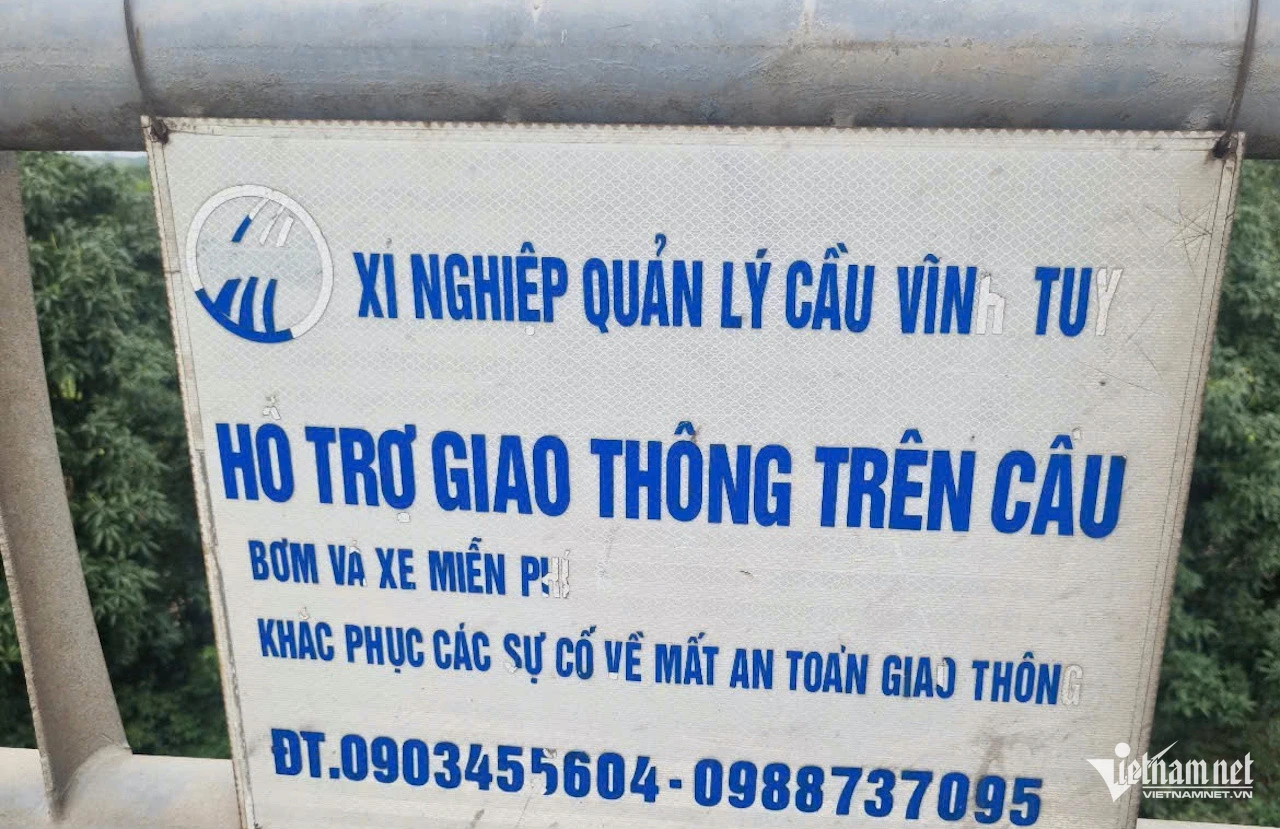 XÍ NGHIỆP QUẢN LÝ CẦU VĨNH TUY
HỖ TRỢ GIAO THÔNG TRÊN CẦU
BƠM VÁ XE MIỄN PHÍ
KHẮC PHỤC CÁC SỰ CỐ VỀ MẤT AN TOÀN GIAO THÔNG
ĐT.0903455604 - 0988737095
vietnamnet
VIETNAMNET.VN